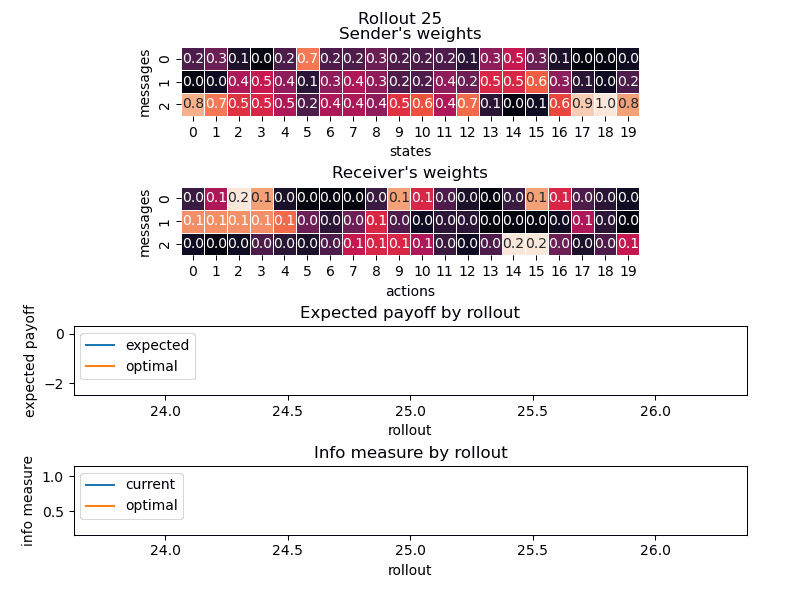 Rollout 25
Sender's weights
messages
0 0.2 0.3 0.1 0.0 0.2 0.7 0.2 0.2 0.3 0.2 0.2 0.2 0.1 0.3 0.5 0.3 0.1 0.0 0.0 0.0
1 0.0 0.0 0.4 0.5 0.4 0.1 0.3 0.4 0.3 0.2 0.2 0.4 0.2 0.5 0.5 0.6 0.3 0.1 0.0 0.2
2 0.8 0.7 0.5 0.5 0.5 0.2 0.4 0.4 0.4 0.5 0.6 0.4 0.7 0.1 0.0 0.1 0.6 0.9 1.0 0.8
0 1 2 3 4 5 6 7 8 9 10 11 12 13 14 15 16 17 18 19
states
Receiver's weights
messages
0 0.0 0.1 0.2 0.1 0.0 0.0 0.0 0.0 0.0 0.1 0.1 0.0 0.0 0.0 0.0 0.1 0.1 0.0 0.0 0.0
1 0.1 0.1 0.1 0.1 0.1 0.0 0.0 0.0 0.1 0.0 0.0 0.0 0.0 0.0 0.0 0.0 0.0 0.1 0.0 0.0
2 0.0 0.0 0.0 0.0 0.0 0.0 0.0 0.1 0.1 0.1 0.1 0.0 0.0 0.0 0.2 0.2 0.0 0.0 0.0 0.1
0 1 2 3 4 5 6 7 8 9 10 11 12 13 14 15 16 17 18 19
actions
Expected payoff by rollout
expected payoff
0
−2
expected
optimal
24.0 24.5 25.0 25.5 26.0
rollout
Info measure by rollout
info measure
1.0
0.5
current
optimal
24.0 24.5 25.0 25.5 26.0
rollout